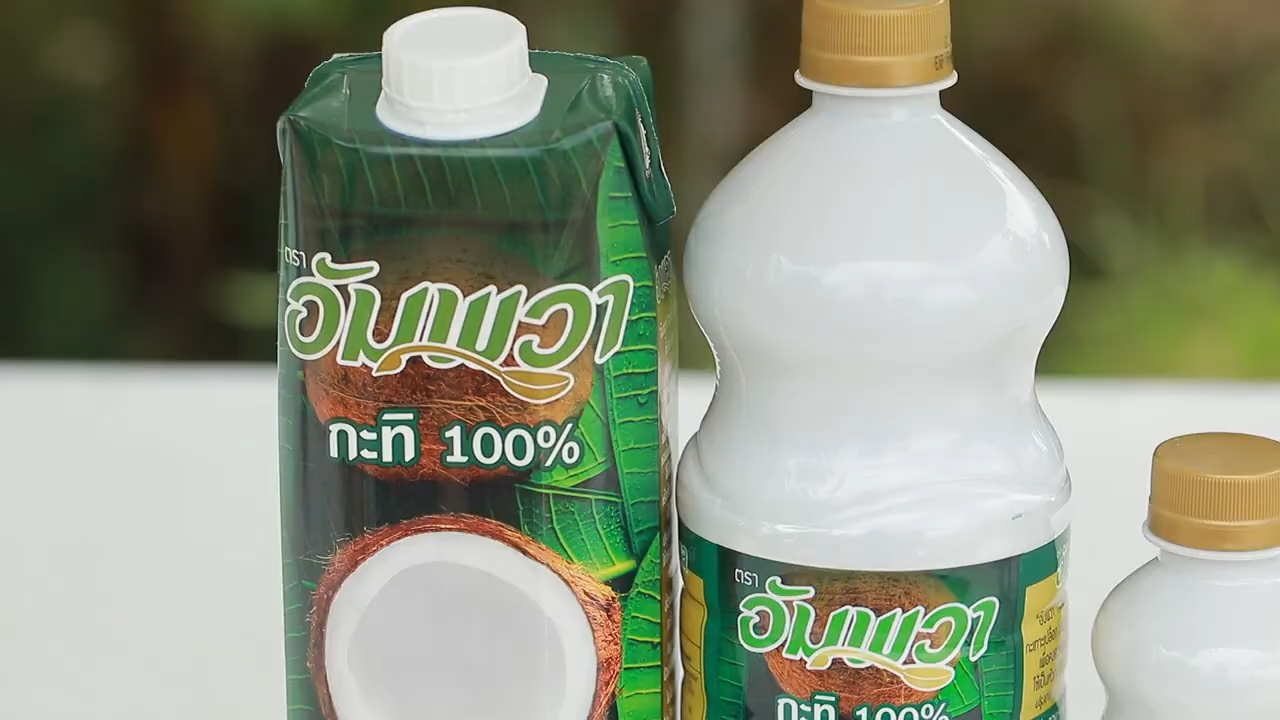 ตรา
อัมพวา
กะทิ 100%
ตรา
อัมพวา
กะทิ 100%